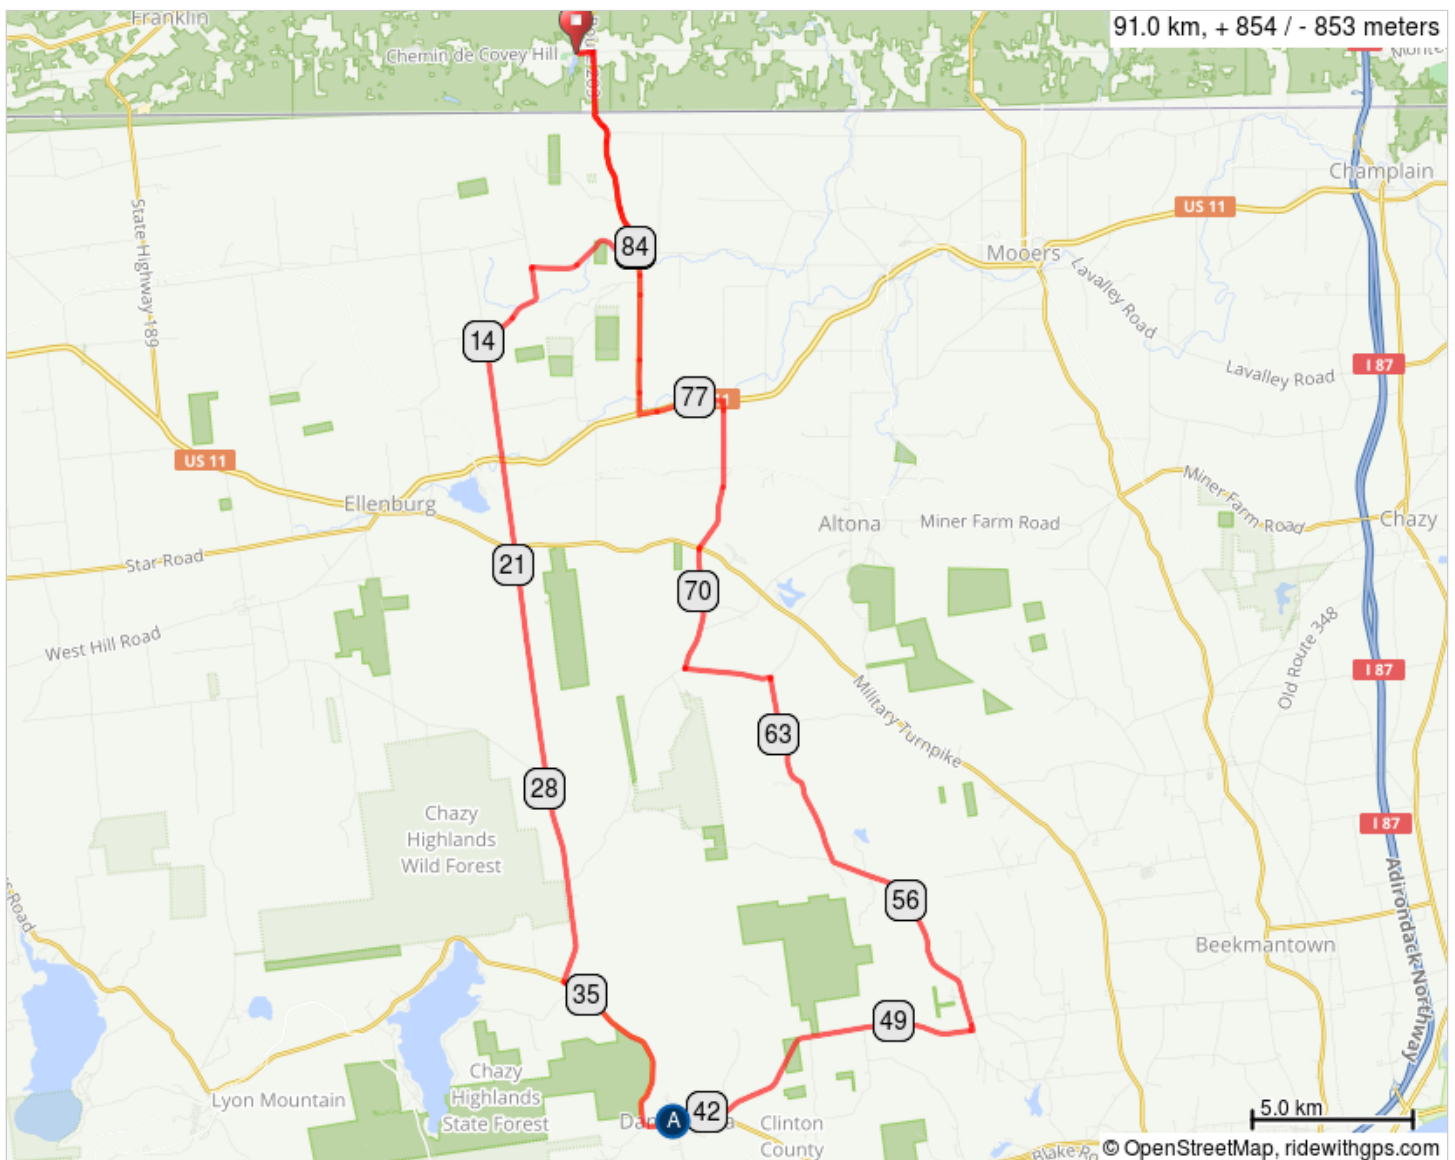 Franklin
91.0 km, + 854 / - 853 meters
Chemin de Covey Hill
Champlain
State Highway 189
US 11
84
Mooers
Lavalley Road
14
I 87
Lavalley Road
77
US 11
Ellenburg
Miner Farm Road
Altona
Miner Farm Road
Chazy
Star Road
21
70
West Hill Road
Old Route 348
I 87
Military Turnpike
63
28
Chazy
Highlands
Wild Forest
I 87
56
Beekmantown
Adirondack Northway
35
49
Lyon Mountain
Chazy
Highlands
State Forest
A
42
Clinton
County
5.0 km
© OpenStreetMap, ridewithgps.com